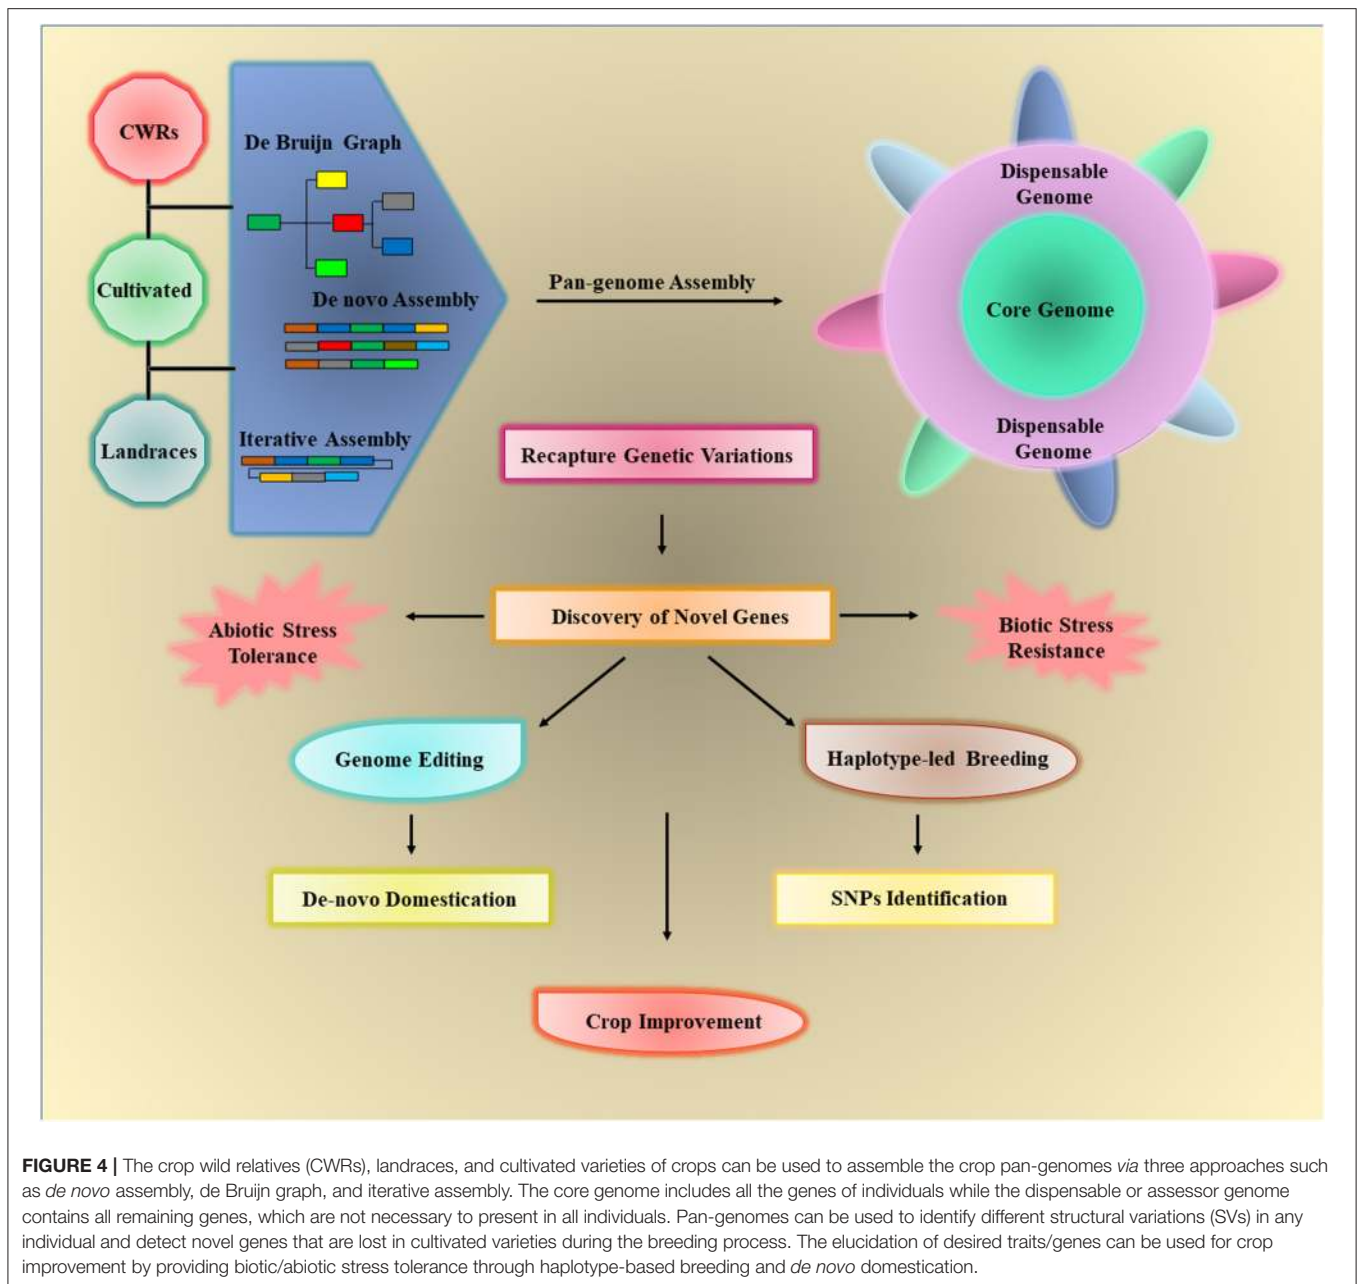 CWRs
Cultivated
Landraces
De Bruijn Graph
De novo Assembly
Iterative Assembly
Pan-genome Assembly
Dispensable
Genome
Core Genome
Dispensable
Genome
Recapture Genetic Variations
Discovery of Novel Genes
Abiotic Stress
Tolerance
Biotic Stress
Resistance
Genome Editing
Haplotype-led Breeding
De-novo Domestication
SNPs Identification
Crop Improvement
FIGURE 4 | The crop wild relatives (CWRs), landraces, and cultivated varieties of crops can be used to assemble the crop pan-genomes via three approaches such
as de novo assembly, de Bruijn graph, and iterative assembly. The core genome includes all the genes of individuals while the dispensable or assessor genome
contains all remaining genes, which are not necessary to present in all individuals. Pan-genomes can be used to identify different structural variations (SVs) in any
individual and detect novel genes that are lost in cultivated varieties during the breeding process. The elucidation of desired traits/genes can be used for crop
improvement by providing biotic/abiotic stress tolerance through haplotype-based breeding and de novo domestication.